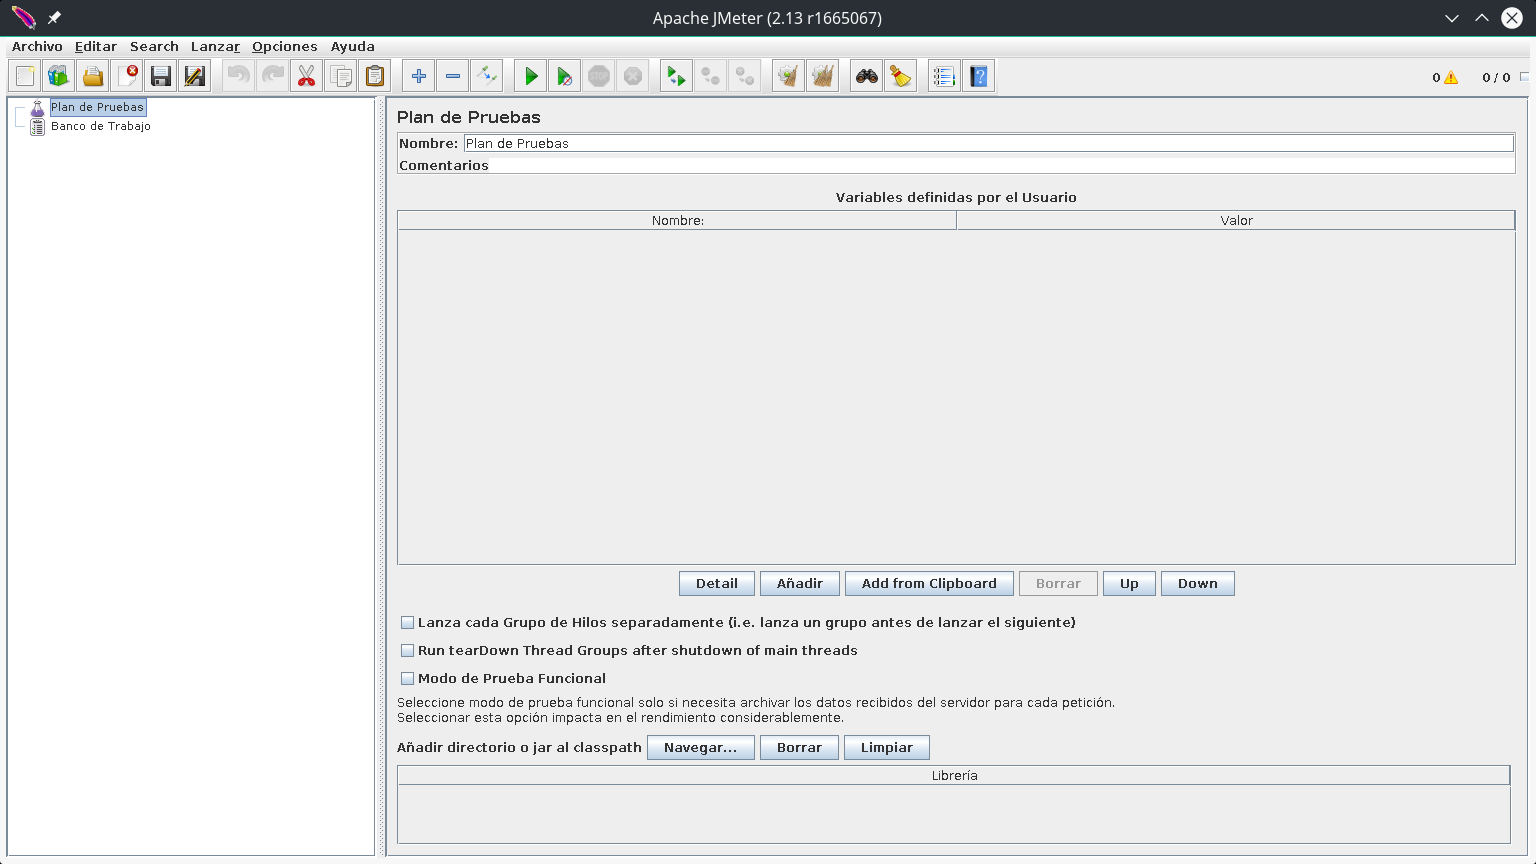 Apache JMeter (2.13 r1665067)
Archivo Editar Search Lanzar Opciones Ayuda
STOP
0 0 / 0
Plan de Pruebas
Banco de Trabajo
Plan de Pruebas
Nombre: Plan de Pruebas
Comentarios
Variables definidas por el Usuario
Nombre: Valor
Detail Añadir Add from Clipboard Borrar Up Down
Lanza cada Grupo de Hilos separadamente (i.e. lanza un grupo antes de lanzar el siguiente)
Run tearDown Thread Groups after shutdown of main threads
Modo de Prueba Funcional
Seleccione modo de prueba funcional solo si necesita archivar los datos recibidos del servidor para cada petición.
Seleccionar esta opción impacta en el rendimiento considerablemente.
Añadir directorio o jar al classpath Navegar... Borrar Limpiar
Librería